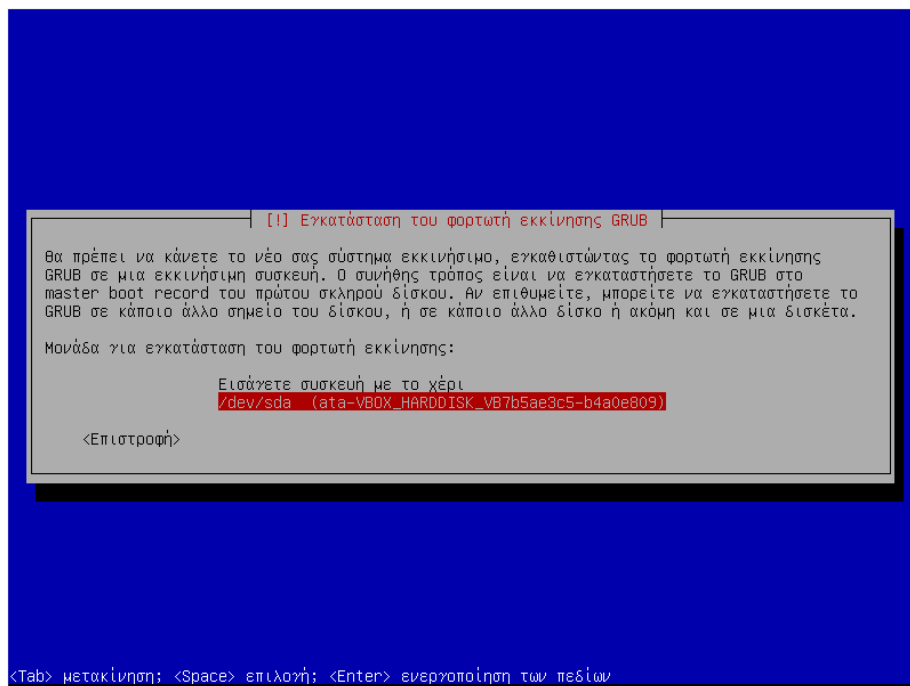 [!] Εγκατάσταση του φορτωτή εκκίνησης GRUB
Θα πρέπει να κάνετε το νέο σας σύστημα εκκινήσιμο, εγκαθιστώντας το φορτωτή εκκίνησης
GRUB σε μια εκκινήσιμη συσκευή. Ο συνήθης τρόπος είναι να εγκαταστήσετε το GRUB στο
master boot record του πρώτου σκληρού δίσκου. Αν επιθυμείτε, μπορείτε να εγκαταστήσετε το
GRUB σε κάποιο άλλο σημείο του δίσκου, ή σε κάποιο άλλο δίσκο ή ακόμη και σε μια δισκέτα.
Μονάδα για εγκατάσταση του φορτωτή εκκίνησης:
Εισάγετε συσκευή με το χέρι
/dev/sda (ata-VBOX_HARDDISK_VB7b5ae3c5-b4a0e809)
<Επιστροφή>
<Tab> μετακίνηση; <Space> επιλογή; <Enter> ενεργοποίηση των πεδίων